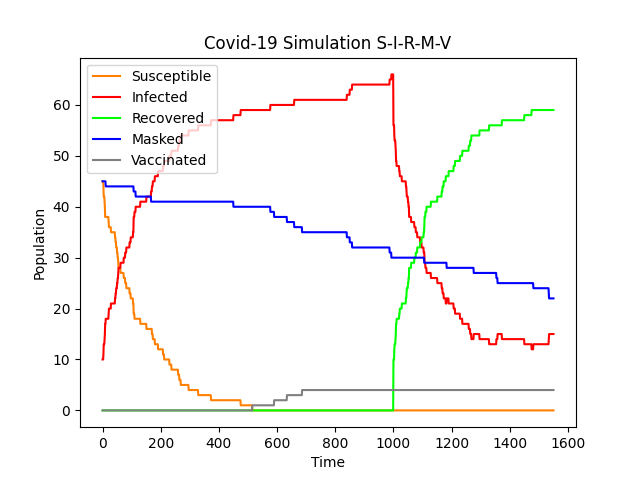 Covid-19 Simulation S-I-R-M-V
Susceptible
Infected
Recovered
Masked
Vaccinated
Population
60
50
40
30
20
10
0
0 200 400 600 800 1000 1200 1400 1600
Time